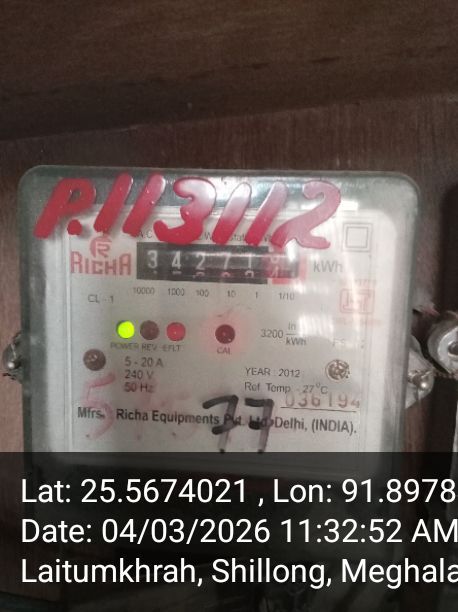 P.113112
RICHA
3 4 2 7 1
kWh
10000 1000 100 10 1 1/10
CL - 1
POWER REV EFLT
CAL
3200 imp/kWh
5 - 20 A
240 V
50 Hz
YEAR : 2012
Ref. Temp - 27°C
036194
Mfrs. Richa Equipments Pvt. Ltd. Delhi, (INDIA).
77
Lat: 25.5674021 , Lon: 91.8978
Date: 04/03/2026 11:32:52 AM
Laitumkhrah, Shillong, Meghala